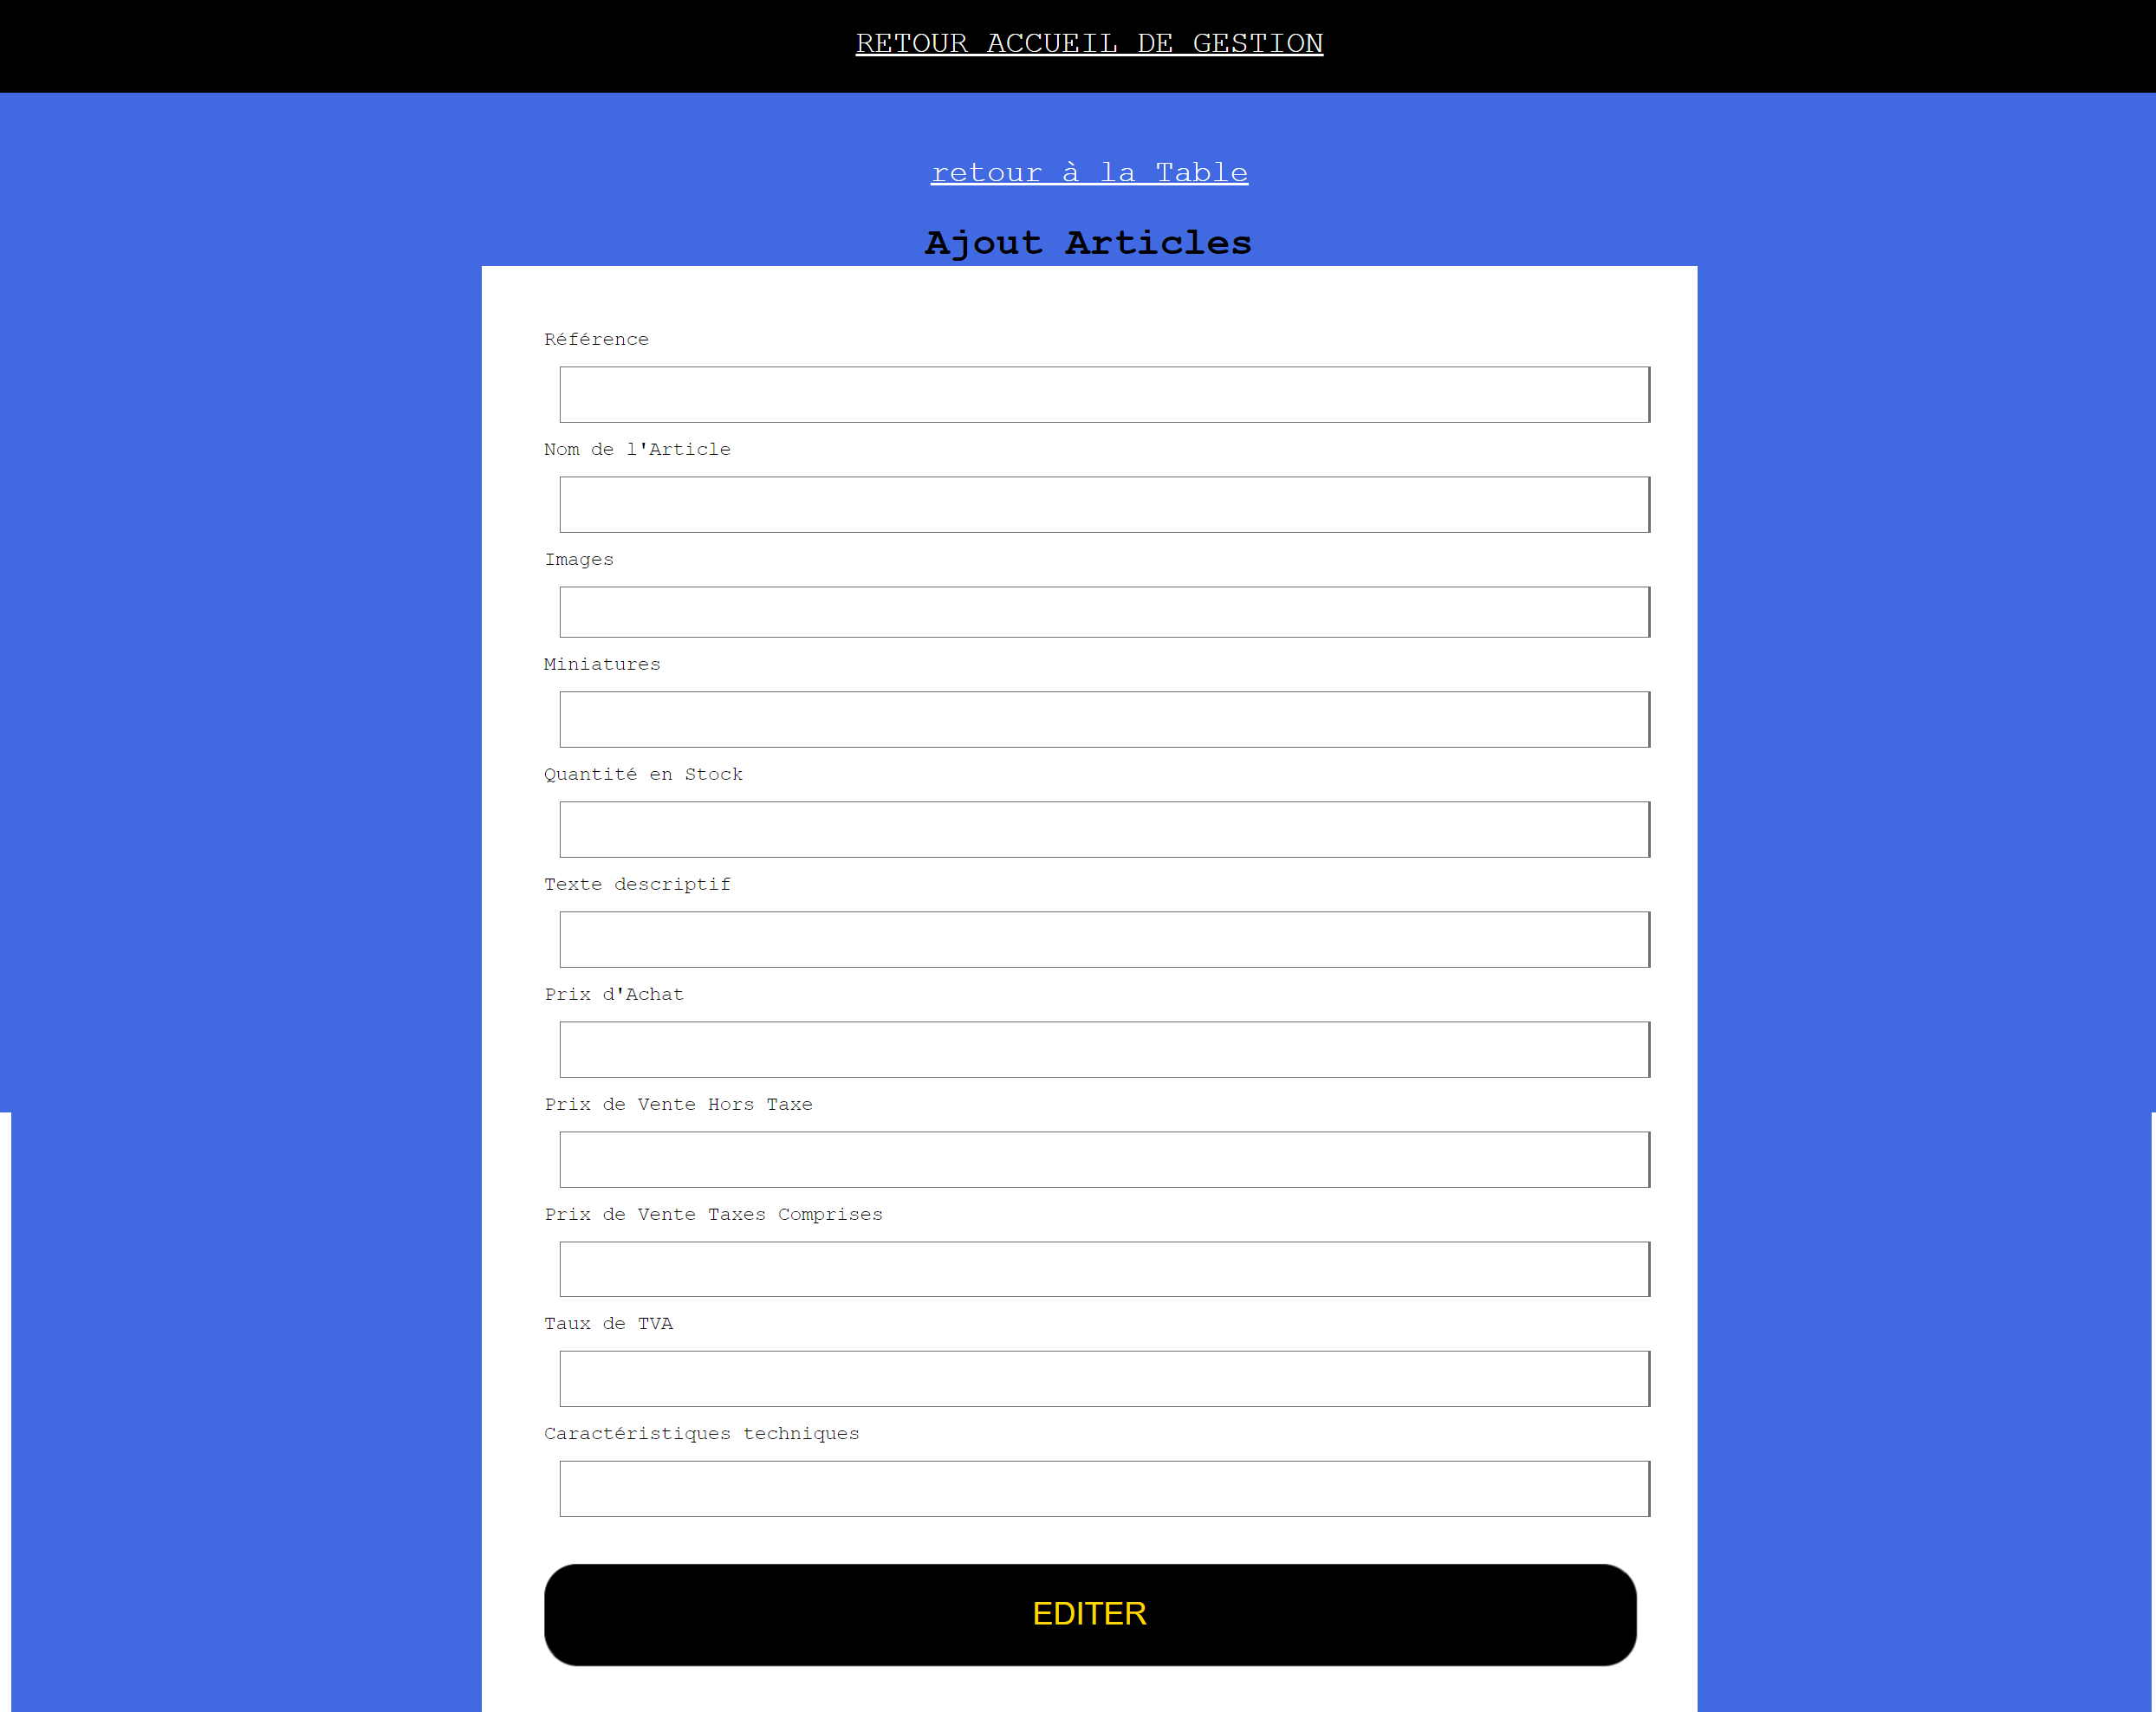 RETOUR ACCUEIL DE GESTION
retour à la Table
Ajout Articles
Référence
Nom de l'Article
Images
Miniatures
Quantité en Stock
Texte descriptif
Prix d'Achat
Prix de Vente Hors Taxe
Prix de Vente Taxes Comprises
Taux de TVA
Caractéristiques techniques
EDITER